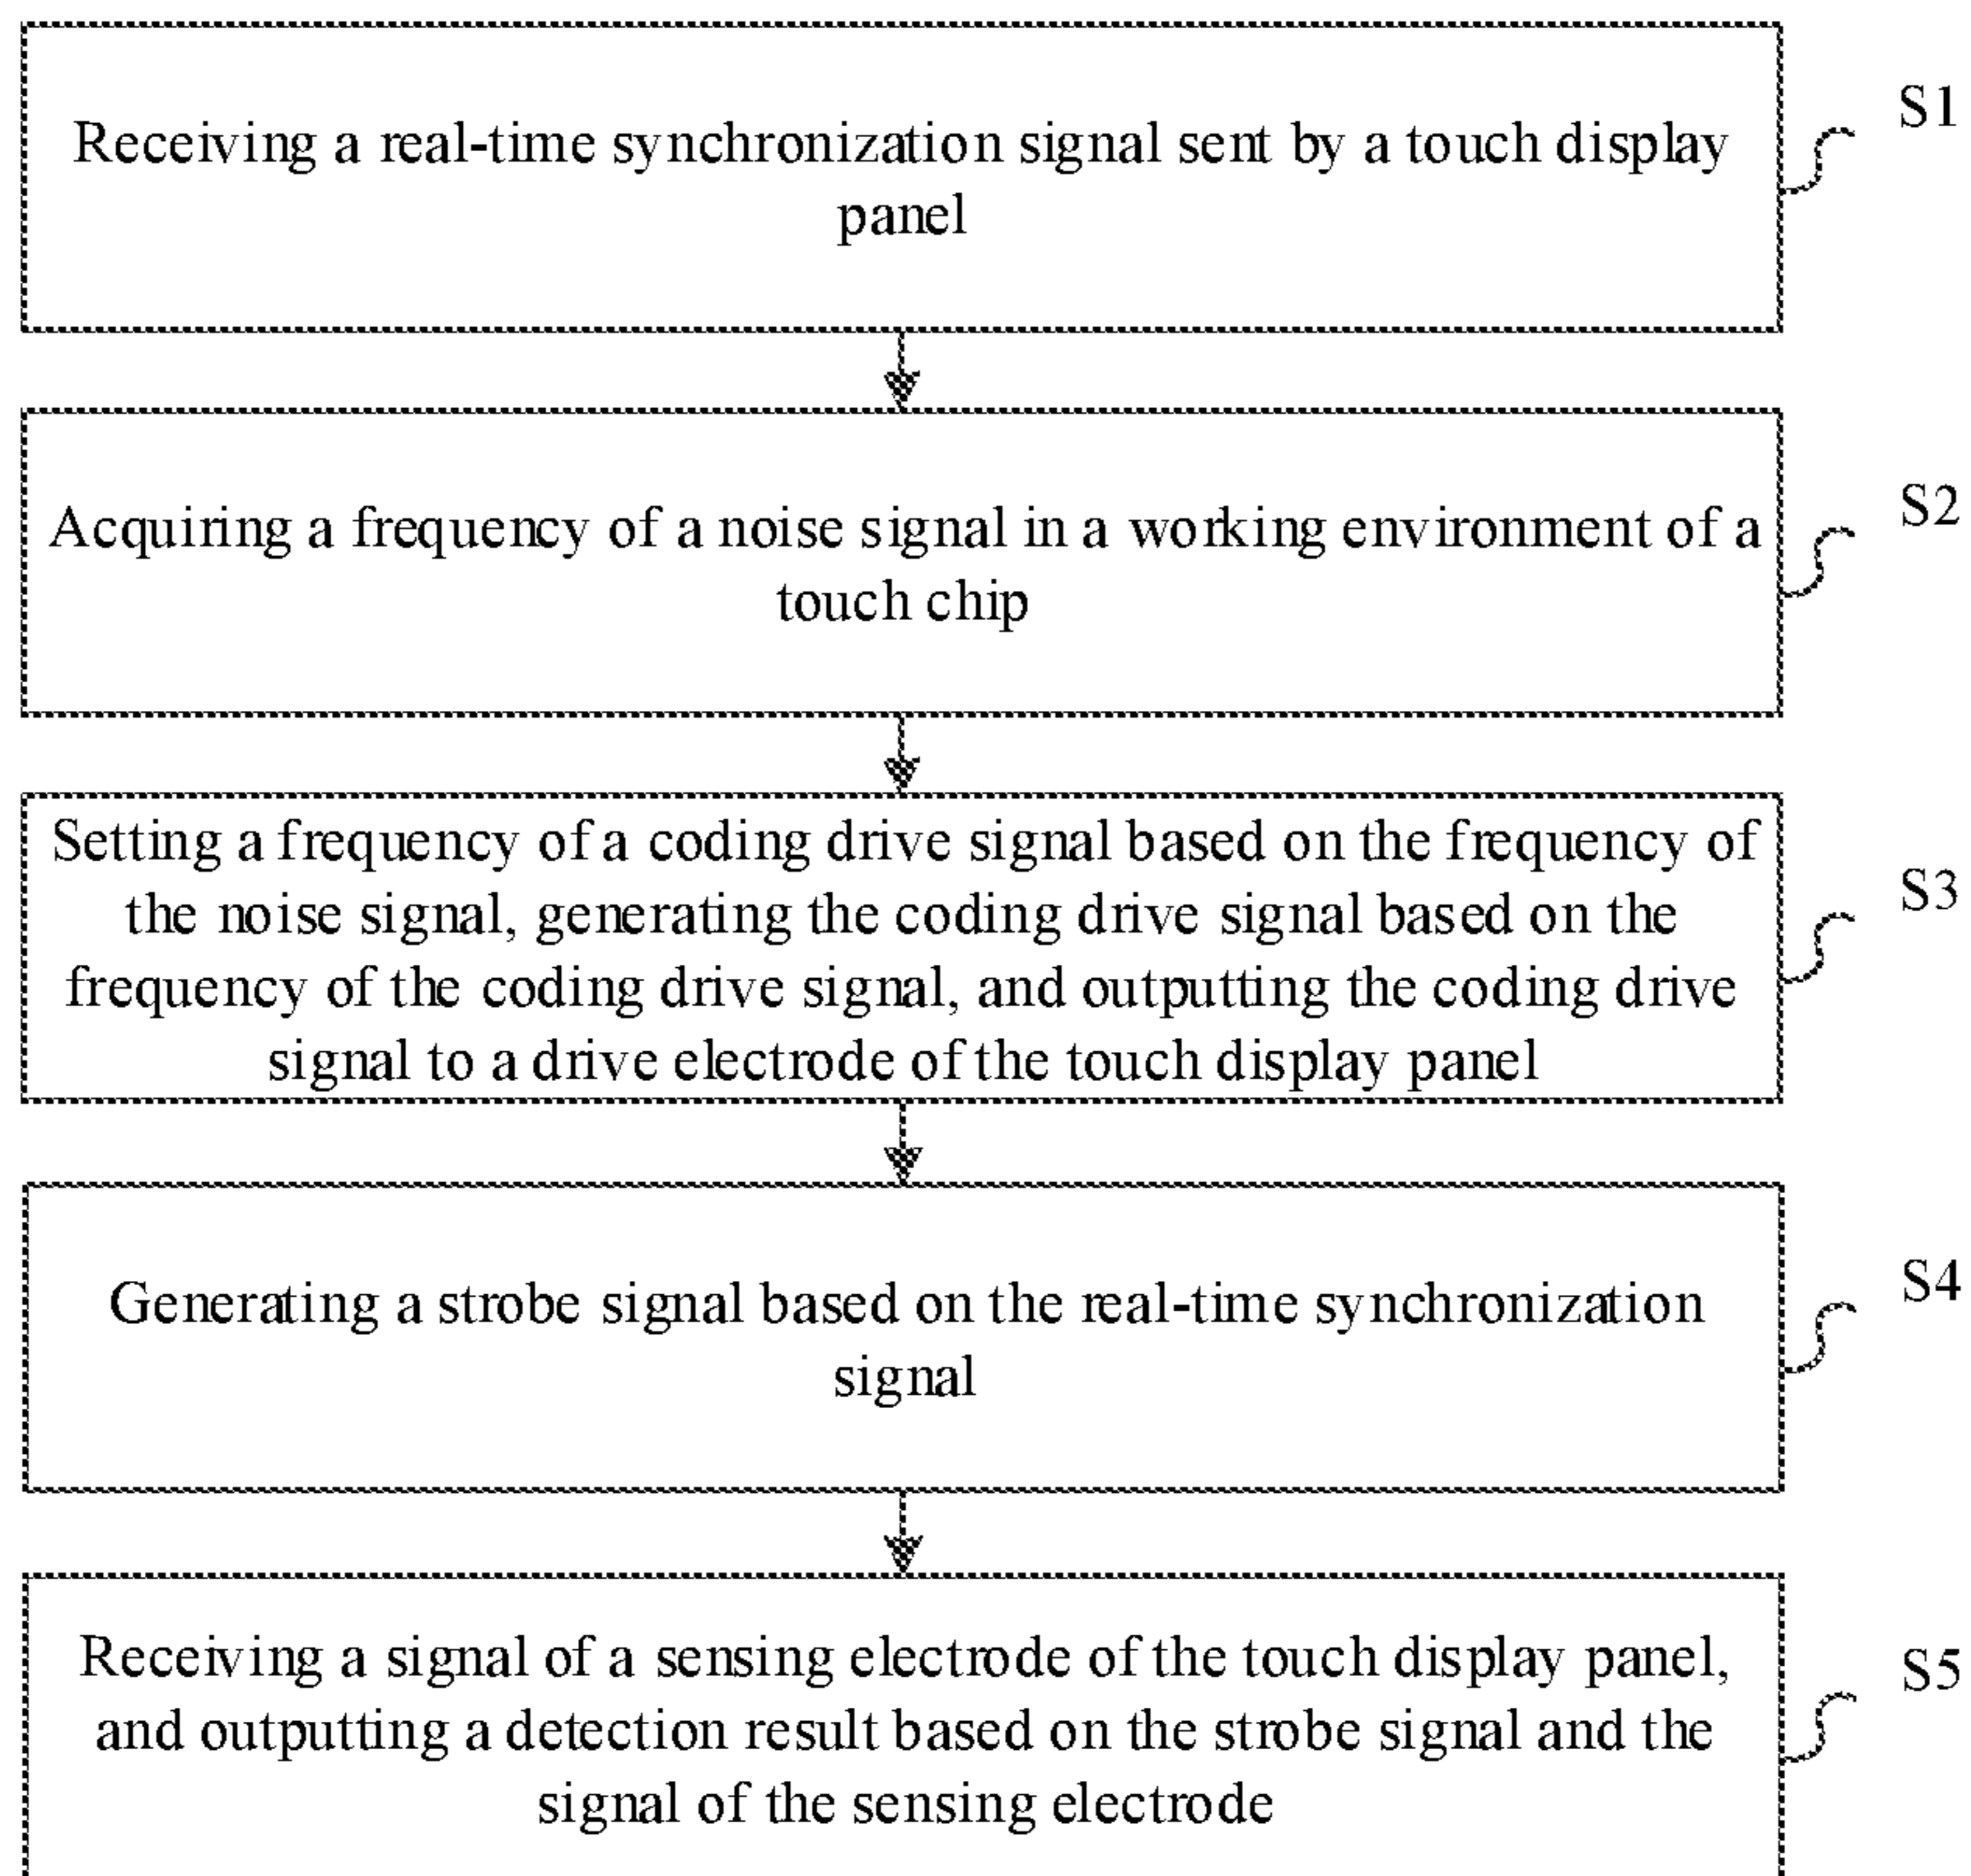 Receiving a real-time synchronization signal sent by a touch display
panel
S1
Acquiring a frequency of a noise signal in a working environment of a
touch chip
S2
Setting a frequency of a coding drive signal based on the frequency of
the noise signal, generating the coding drive signal based on the
frequency of the coding drive signal, and outputting the coding drive
signal to a drive electrode of the touch display panel
S3
Generating a strobe signal based on the real-time synchronization
signal
S4
Receiving a signal of a sensing electrode of the touch display panel,
and outputting a detection result based on the strobe signal and the
signal of the sensing electrode
S5